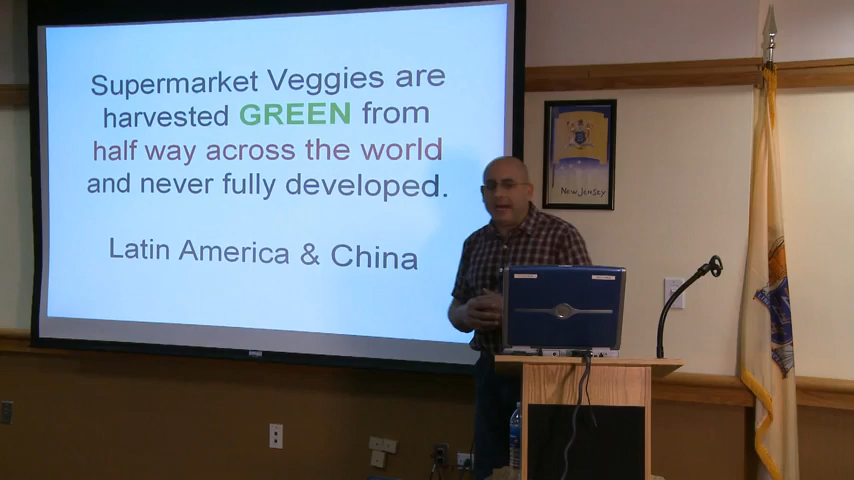 Supermarket Veggies are
harvested GREEN from
half way across the world
and never fully developed.
Latin America & China
NEW JERSEY